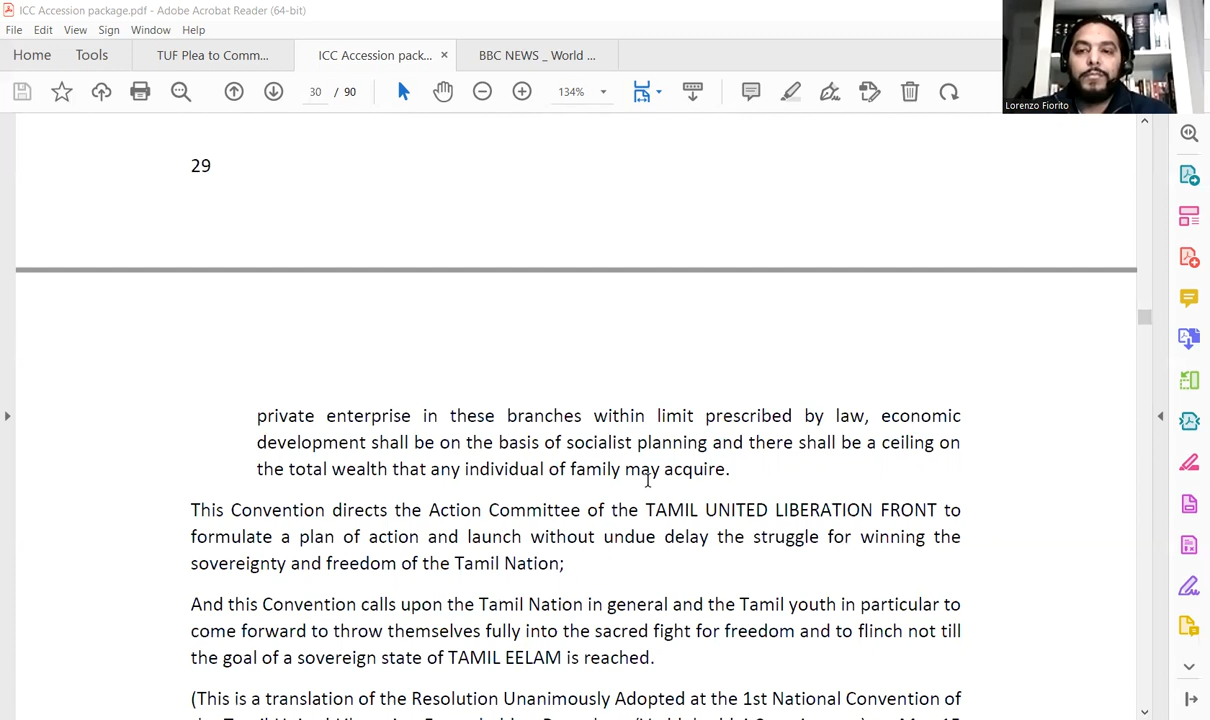 ICC Accession package.pdf - Adobe Acrobat Reader (64-bit)
File Edit View Sign Window Help
Home Tools TUF Plea to Comm... ICC Accession pack... × BBC NEWS _ World ...
30 / 90 134%
Lorenzo Fiorito
29
private enterprise in these branches within limit prescribed by law, economic
development shall be on the basis of socialist planning and there shall be a ceiling on
the total wealth that any individual of family may acquire.
This Convention directs the Action Committee of the TAMIL UNITED LIBERATION FRONT to
formulate a plan of action and launch without undue delay the struggle for winning the
sovereignty and freedom of the Tamil Nation;
And this Convention calls upon the Tamil Nation in general and the Tamil youth in particular to
come forward to throw themselves fully into the sacred fight for freedom and to flinch not till
the goal of a sovereign state of TAMIL EELAM is reached.
(This is a translation of the Resolution Unanimously Adopted at the 1st National Convention of